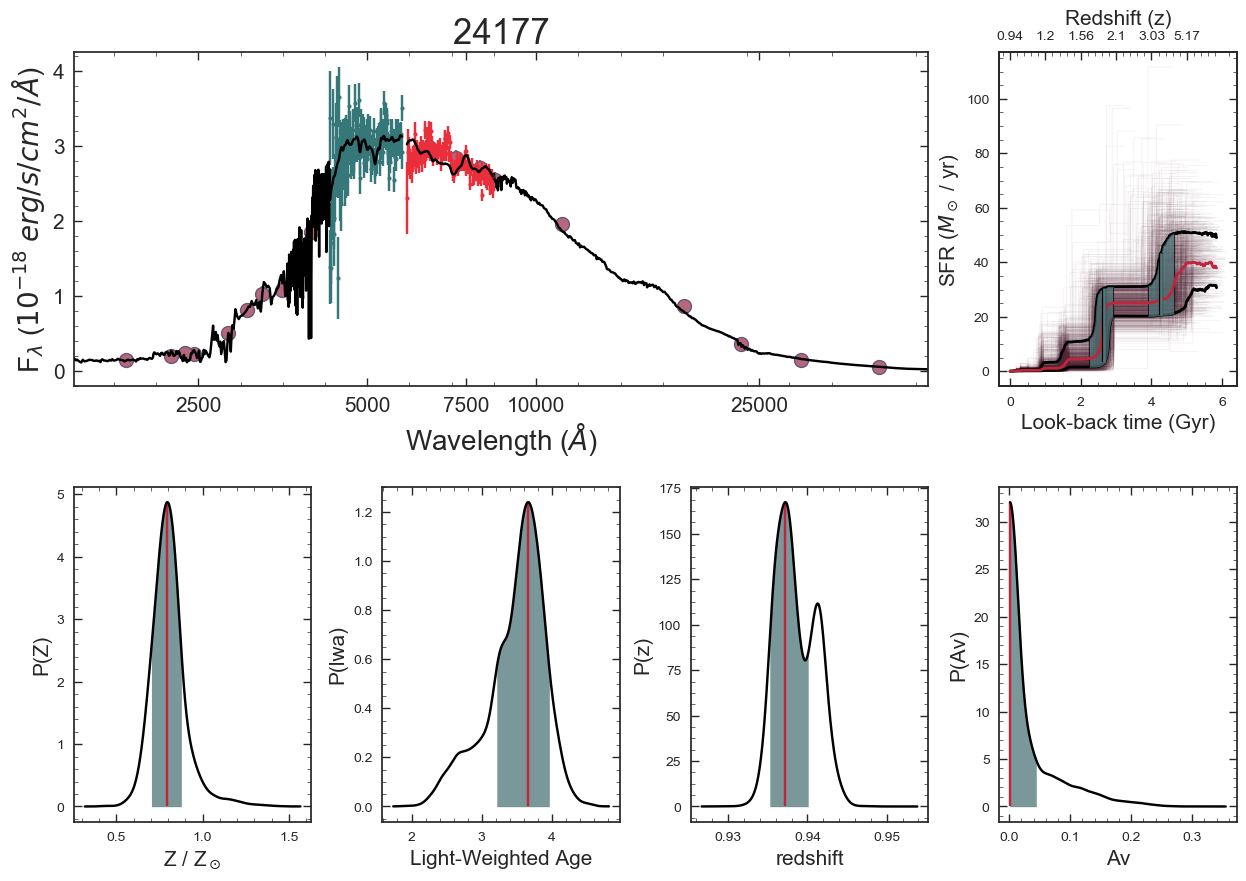 24177
Redshift (z)
0.94 1.2 1.56 2.1 3.03 5.17
F_λ (10^−18 erg/s/cm^2/Å)
4
3
2
1
0
2500 5000 7500 10000 25000
Wavelength (Å)
SFR (M_⊙ / yr)
100
80
60
40
20
0
0 2 4 6
Look-back time (Gyr)
P(Z)
5
4
3
2
1
0
0.5 1.0 1.5
Z / Z_⊙
P(lwa)
1.2
1.0
0.8
0.6
0.4
0.2
0.0
2 3 4
Light-Weighted Age
P(z)
175
150
125
100
75
50
25
0
0.93 0.94 0.95
redshift
P(Av)
30
25
20
15
10
5
0
0.0 0.1 0.2 0.3
Av